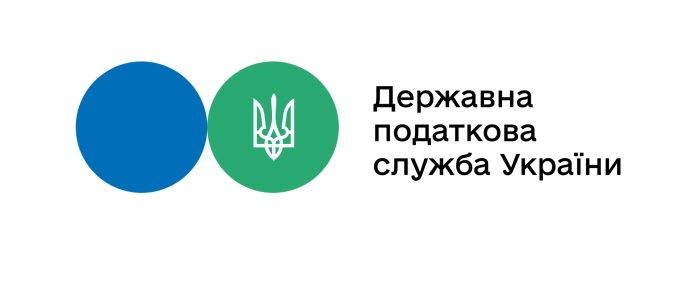 Державна
податкова
служба України